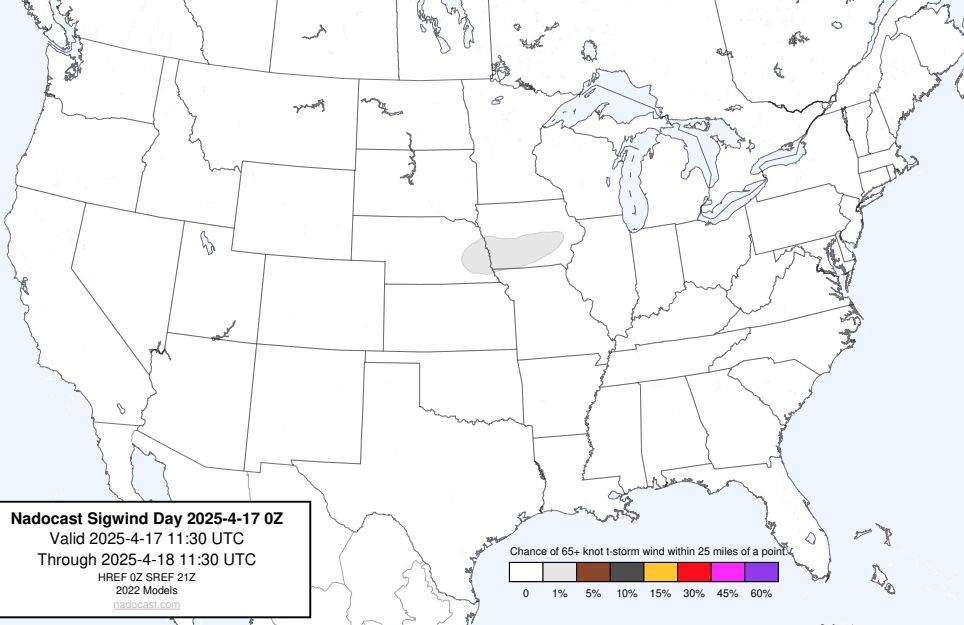 Nadocast Sigwind Day 2025-4-17 0Z
Valid 2025-4-17 11:30 UTC
Through 2025-4-18 11:30 UTC
HREF 0Z SREF 21Z
2022 Models
nadocast.com
Chance of 65+ knot t-storm wind within 25 miles of a point.
0 1% 5% 10% 15% 30% 45% 60%